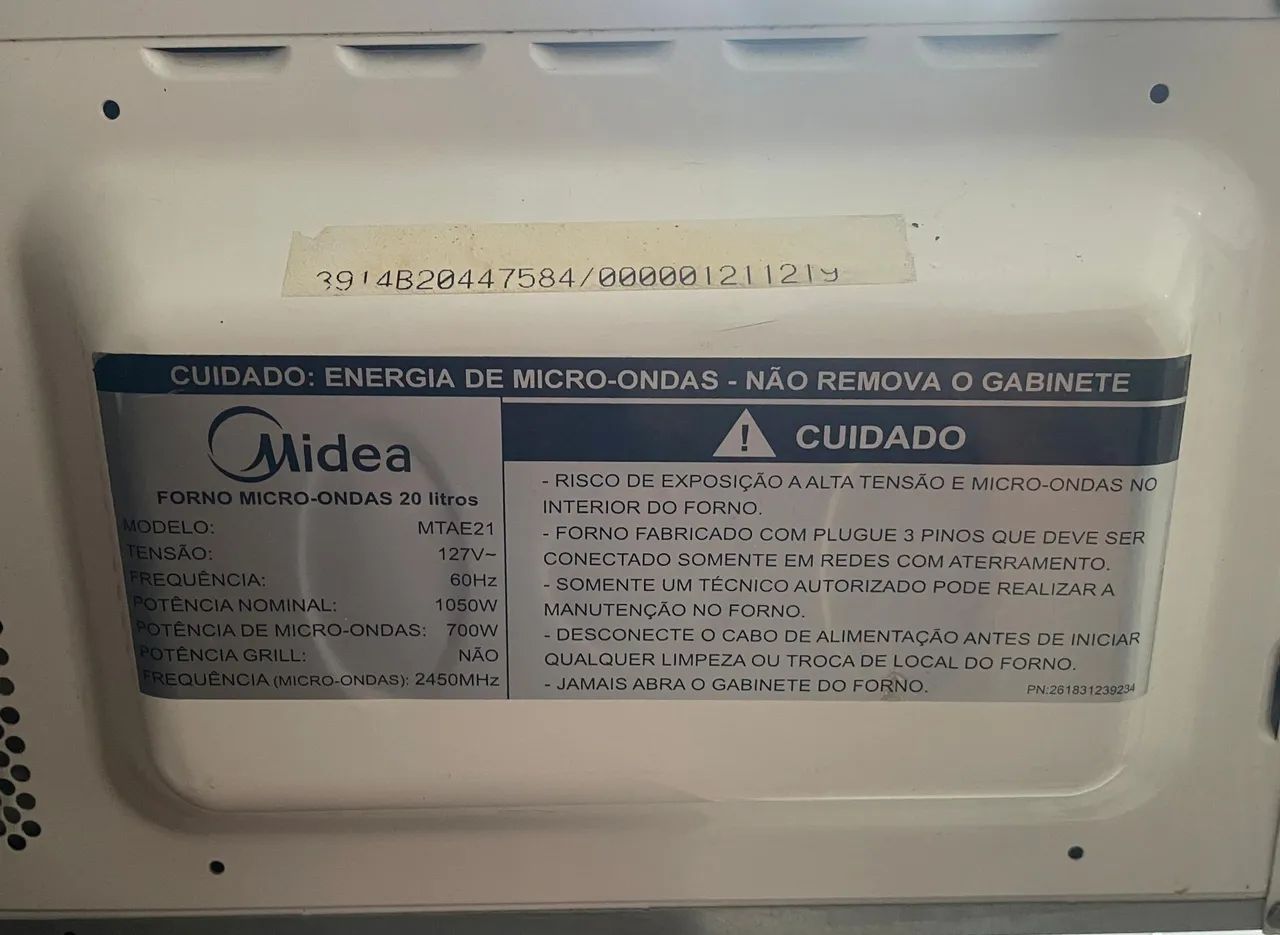 3914B20447584/000001211219
CUIDADO: ENERGIA DE MICRO-ONDAS - NÃO REMOVA O GABINETE
Midea
FORNO MICRO-ONDAS 20 litros
MODELO: MTAE21
TENSÃO: 127V~
FREQUÊNCIA: 60Hz
POTÊNCIA NOMINAL: 1050W
POTÊNCIA DE MICRO-ONDAS: 700W
POTÊNCIA GRILL: NÃO
FREQUÊNCIA (MICRO-ONDAS): 2450MHz
! CUIDADO
- RISCO DE EXPOSIÇÃO A ALTA TENSÃO E MICRO-ONDAS NO
INTERIOR DO FORNO.
- FORNO FABRICADO COM PLUGUE 3 PINOS QUE DEVE SER
CONECTADO SOMENTE EM REDES COM ATERRAMENTO.
- SOMENTE UM TÉCNICO AUTORIZADO PODE REALIZAR A
MANUTENÇÃO NO FORNO.
- DESCONECTE O CABO DE ALIMENTAÇÃO ANTES DE INICIAR
QUALQUER LIMPEZA OU TROCA DE LOCAL DO FORNO.
- JAMAIS ABRA O GABINETE DO FORNO.
PN:261831239234